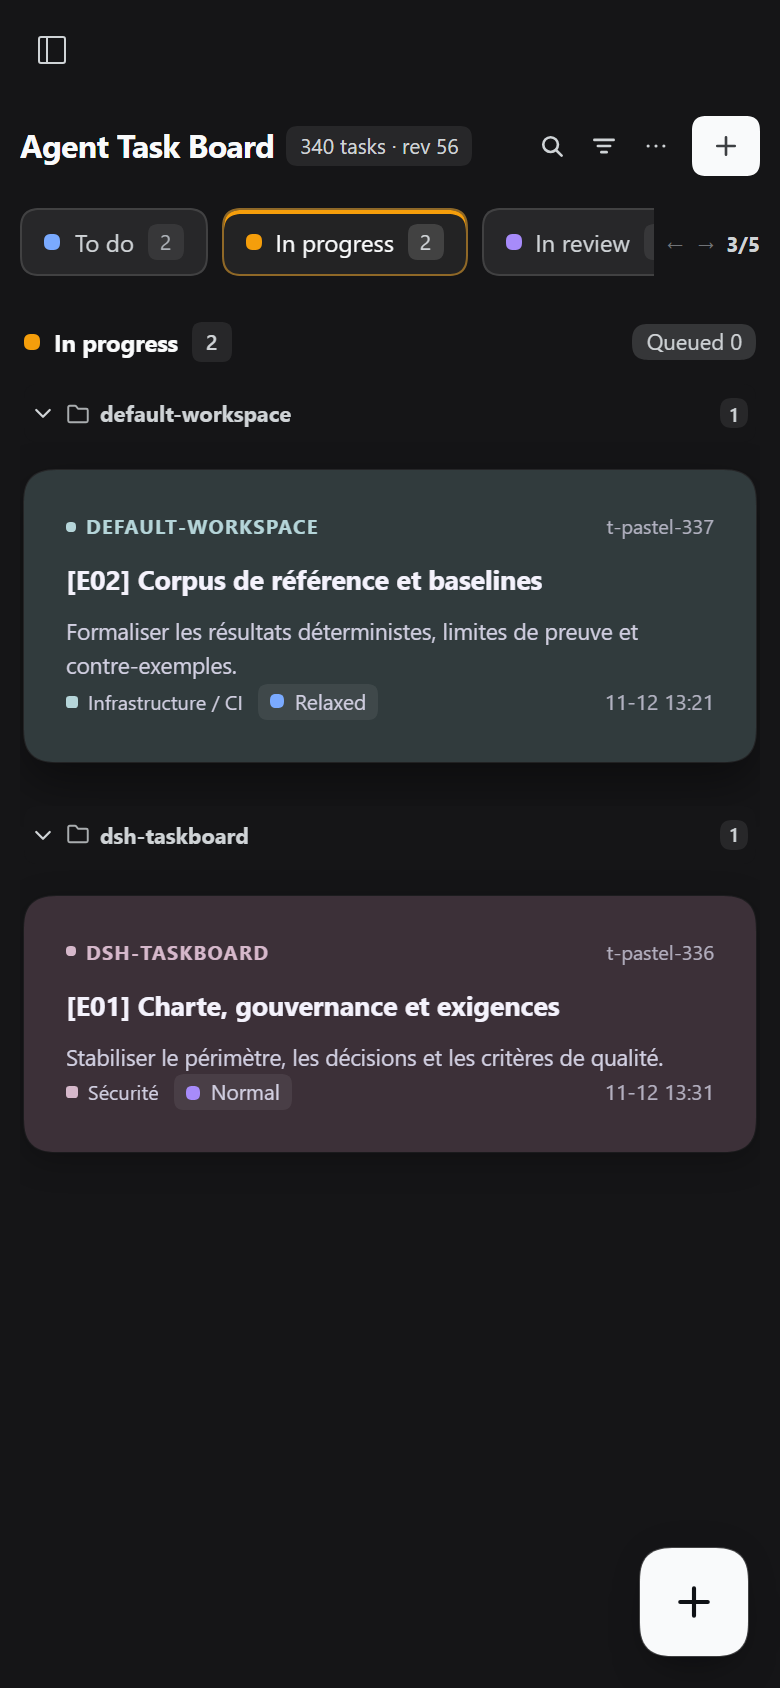 Agent Task Board 340 tasks · rev 56
To do 2 In progress 2 In review ← → 3/5
In progress 2 Queued 0
default-workspace 1
DEFAULT-WORKSPACE t-pastel-337
[E02] Corpus de référence et baselines
Formaliser les résultats déterministes, limites de preuve et
contre-exemples.
Infrastructure / CI Relaxed 11-12 13:21
dsh-taskboard 1
DSH-TASKBOARD t-pastel-336
[E01] Charte, gouvernance et exigences
Stabiliser le périmètre, les décisions et les critères de qualité.
Sécurité Normal 11-12 13:31